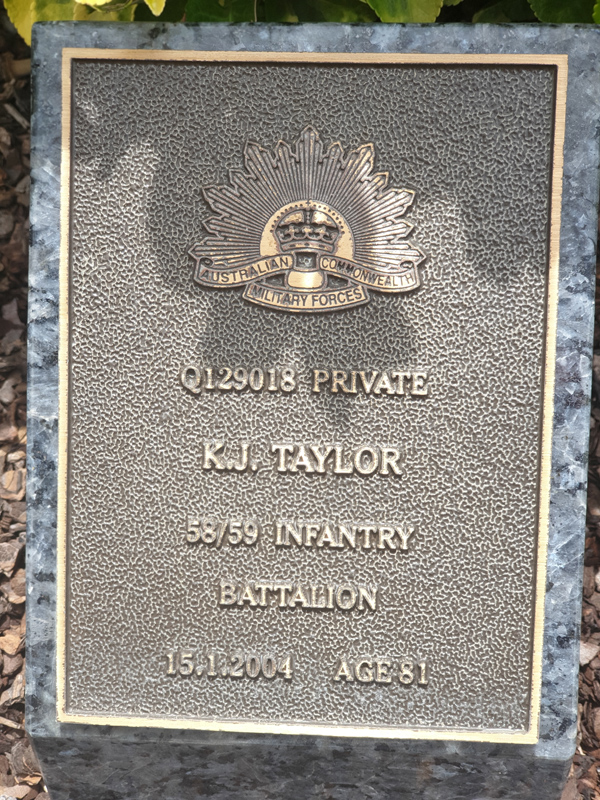 AUSTRALIAN COMMONWEALTH
MILITARY FORCES
Q129018 PRIVATE
K.J. TAYLOR
58/59 INFANTRY
BATTALION
15.1.2004 AGE 81